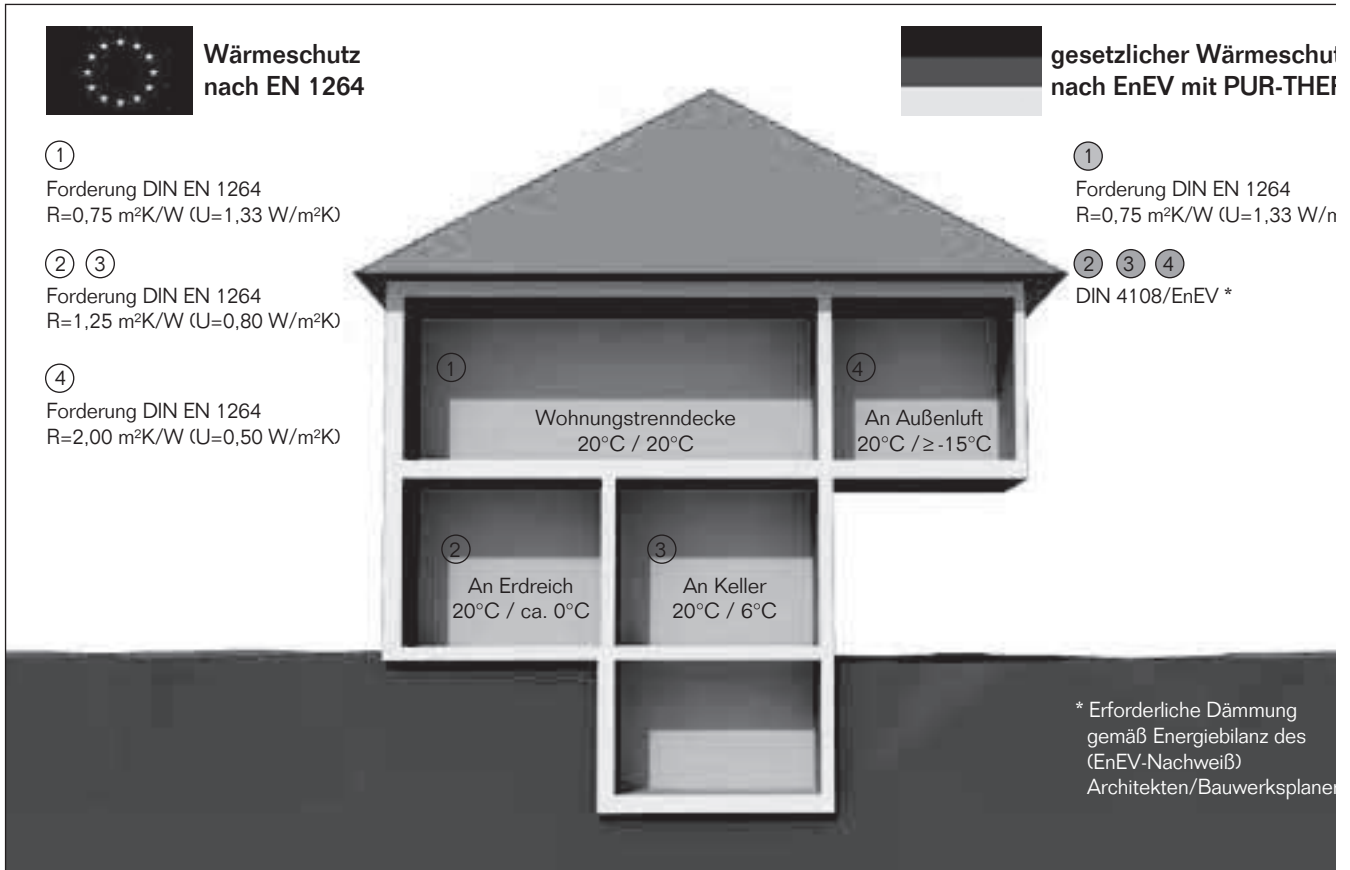 Wärmeschutz
nach EN 1264
1
Forderung DIN EN 1264
R=0,75 m²K/W (U=1,33 W/m²K)
2 3
Forderung DIN EN 1264
R=1,25 m²K/W (U=0,80 W/m²K)
4
Forderung DIN EN 1264
R=2,00 m²K/W (U=0,50 W/m²K)
gesetzlicher Wärmeschut
nach EnEV mit PUR-THER
1
Forderung DIN EN 1264
R=0,75 m²K/W (U=1,33 W/m
2 3 4
DIN 4108/EnEV *
1
Wohnungstrenndecke
20°C / 20°C
4
An Außenluft
20°C / ≥ -15°C
2
An Erdreich
20°C / ca. 0°C
3
An Keller
20°C / 6°C
* Erforderliche Dämmung
gemäß Energiebilanz des
(EnEV-Nachweiß)
Architekten/Bauwerksplaner